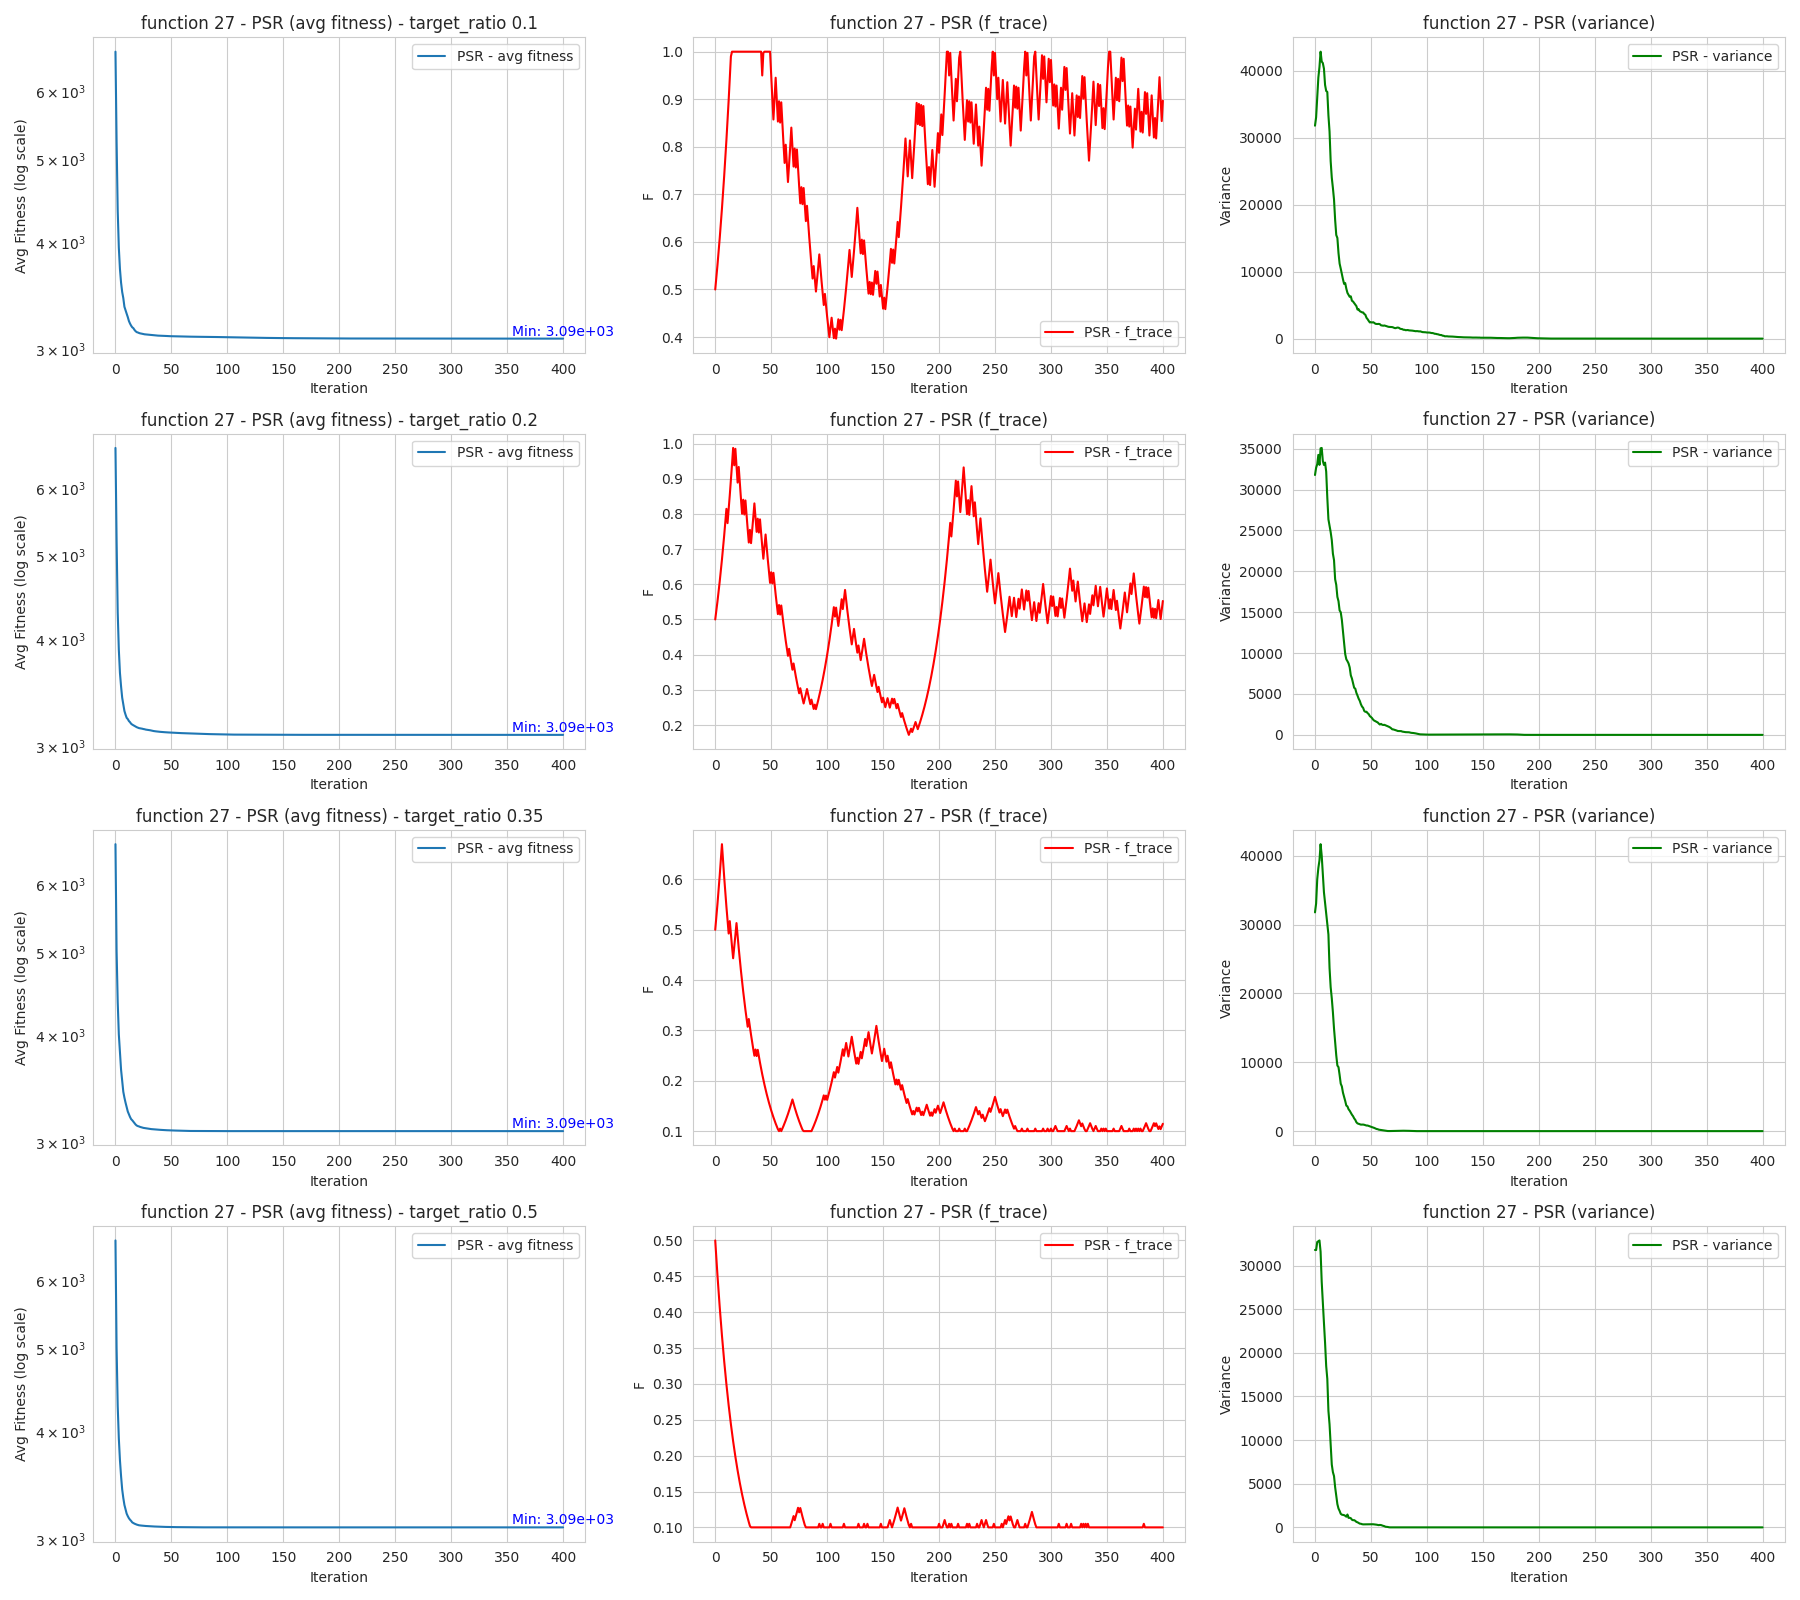 function 27 - PSR (avg fitness) - target_ratio 0.1
PSR - avg fitness
Avg Fitness (log scale)
6 × 10³
5 × 10³
4 × 10³
3 × 10³
Min: 3.09e+03
0 50 100 150 200 250 300 350 400
Iteration
function 27 - PSR (f_trace)
PSR - f_trace
F
1.0
0.9
0.8
0.7
0.6
0.5
0.4
0 50 100 150 200 250 300 350 400
Iteration
function 27 - PSR (variance)
PSR - variance
Variance
40000
30000
20000
10000
0
0 50 100 150 200 250 300 350 400
Iteration
function 27 - PSR (avg fitness) - target_ratio 0.2
PSR - avg fitness
Avg Fitness (log scale)
6 × 10³
5 × 10³
4 × 10³
3 × 10³
Min: 3.09e+03
0 50 100 150 200 250 300 350 400
Iteration
function 27 - PSR (f_trace)
PSR - f_trace
F
1.0
0.9
0.8
0.7
0.6
0.5
0.4
0.3
0.2
0 50 100 150 200 250 300 350 400
Iteration
function 27 - PSR (variance)
PSR - variance
Variance
35000
30000
25000
20000
15000
10000
5000
0
0 50 100 150 200 250 300 350 400
Iteration
function 27 - PSR (avg fitness) - target_ratio 0.35
PSR - avg fitness
Avg Fitness (log scale)
6 × 10³
5 × 10³
4 × 10³
3 × 10³
Min: 3.09e+03
0 50 100 150 200 250 300 350 400
Iteration
function 27 - PSR (f_trace)
PSR - f_trace
F
0.6
0.5
0.4
0.3
0.2
0.1
0 50 100 150 200 250 300 350 400
Iteration
function 27 - PSR (variance)
PSR - variance
Variance
40000
30000
20000
10000
0
0 50 100 150 200 250 300 350 400
Iteration
function 27 - PSR (avg fitness) - target_ratio 0.5
PSR - avg fitness
Avg Fitness (log scale)
6 × 10³
5 × 10³
4 × 10³
3 × 10³
Min: 3.09e+03
0 50 100 150 200 250 300 350 400
Iteration
function 27 - PSR (f_trace)
PSR - f_trace
F
0.50
0.45
0.40
0.35
0.30
0.25
0.20
0.15
0.10
0 50 100 150 200 250 300 350 400
Iteration
function 27 - PSR (variance)
PSR - variance
Variance
30000
25000
20000
15000
10000
5000
0
0 50 100 150 200 250 300 350 400
Iteration